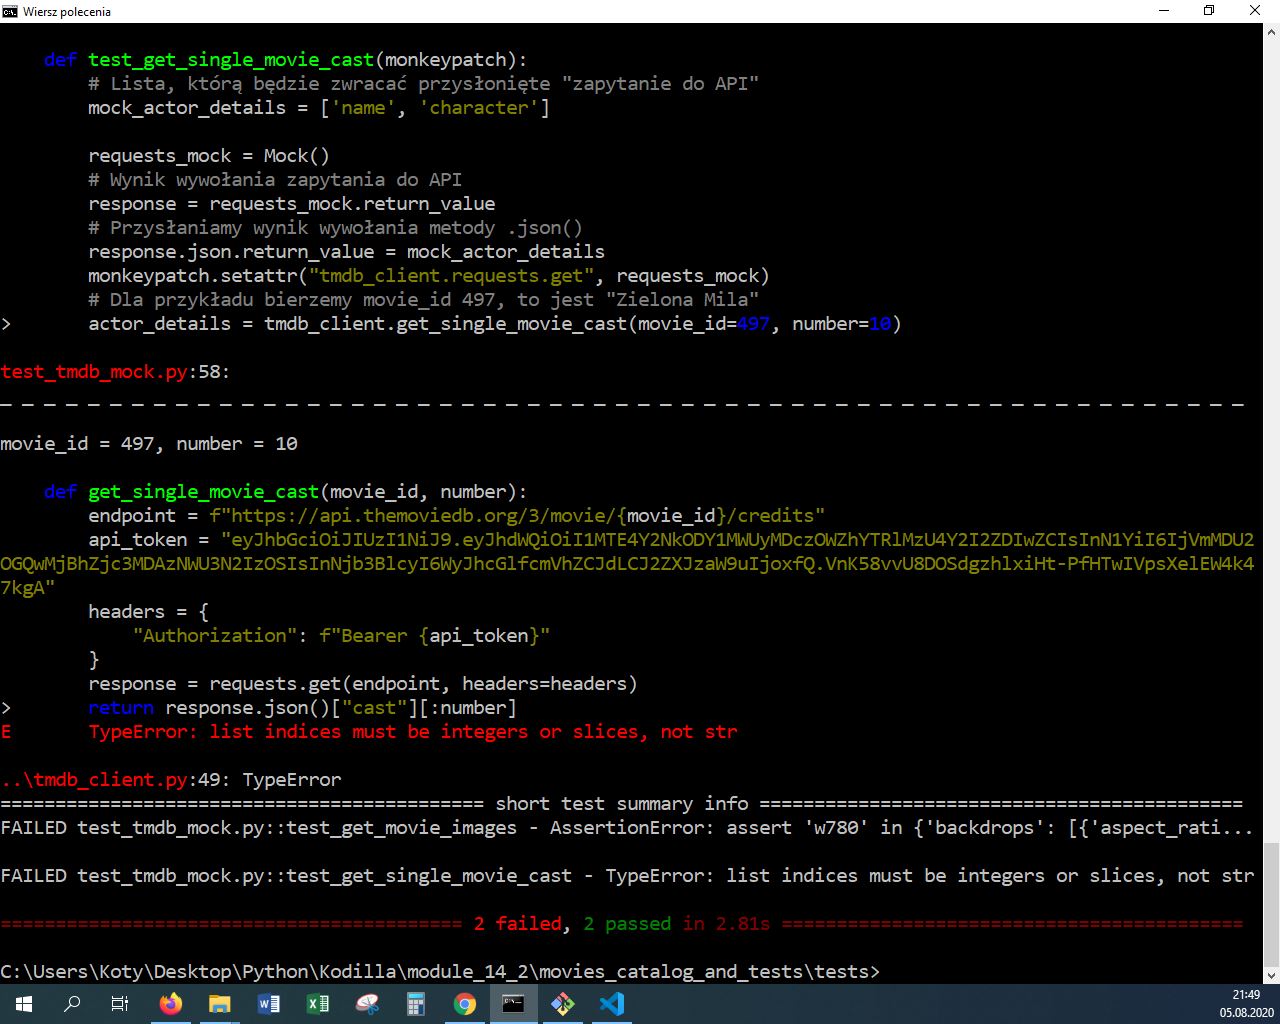 Wiersz polecenia
def test_get_single_movie_cast(monkeypatch):
# Lista, którą będzie zwracać przysłonięte "zapytanie do API"
mock_actor_details = ['name', 'character']
requests_mock = Mock()
# Wynik wywołania zapytania do API
response = requests_mock.return_value
# Przysłaniamy wynik wywołania metody .json()
response.json.return_value = mock_actor_details
monkeypatch.setattr("tmdb_client.requests.get", requests_mock)
# Dla przykładu bierzemy movie_id 497, to jest "Zielona Mila"
> actor_details = tmdb_client.get_single_movie_cast(movie_id=497, number=10)
test_tmdb_mock.py:58:
_ _ _ _ _ _ _ _ _ _ _ _ _ _ _ _ _ _ _ _ _ _ _ _ _ _ _ _ _ _ _ _ _ _ _ _ _ _ _ _ _ _ _ _ _ _ _ _ _ _ _ _ _ _ _ _ _
movie_id = 497, number = 10
def get_single_movie_cast(movie_id, number):
endpoint = f"https://api.themoviedb.org/3/movie/{movie_id}/credits"
api_token = "eyJhbGciOiJIUzI1NiJ9.eyJhdWQiOiI1MTE4Y2NkODY1MWUyMDczOWZhYTRlMzU4Y2I2ZDIwZCIsInN1YiI6IjVmMDU2
OGQwMjBhZjc3MDAzNWU3N2IzOSIsInNjb3BlcyI6WyJhcGlfcmVhZCJdLCJ2ZXJzaW9uIjoxfQ.VnK58vvU8DOSdgzhlxiHt-PfHTwIVpsXelEW4k4
7kgA"
headers = {
"Authorization": f"Bearer {api_token}"
}
response = requests.get(endpoint, headers=headers)
> return response.json()["cast"][:number]
E TypeError: list indices must be integers or slices, not str
..\tmdb_client.py:49: TypeError
============================================ short test summary info ============================================
FAILED test_tmdb_mock.py::test_get_movie_images - AssertionError: assert 'w780' in {'backdrops': [{'aspect_rati...
FAILED test_tmdb_mock.py::test_get_single_movie_cast - TypeError: list indices must be integers or slices, not str
========================================== 2 failed, 2 passed in 2.81s ==========================================
C:\Users\Koty\Desktop\Python\Kodilla\module_14_2\movies_catalog_and_tests\tests>
21:49
05.08.2020